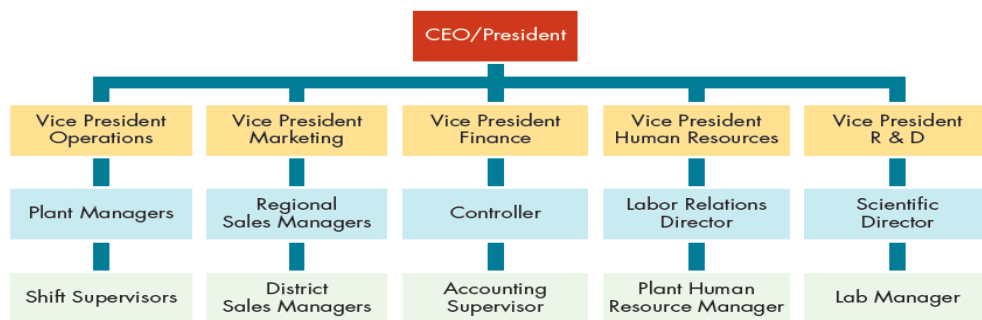 CEO/President
Vice President
Operations
Vice President
Marketing
Vice President
Finance
Vice President
Human Resources
Vice President
R & D
Plant Managers
Regional
Sales Managers
Controller
Labor Relations
Director
Scientific
Director
Shift Supervisors
District
Sales Managers
Accounting
Supervisor
Plant Human
Resource Manager
Lab Manager